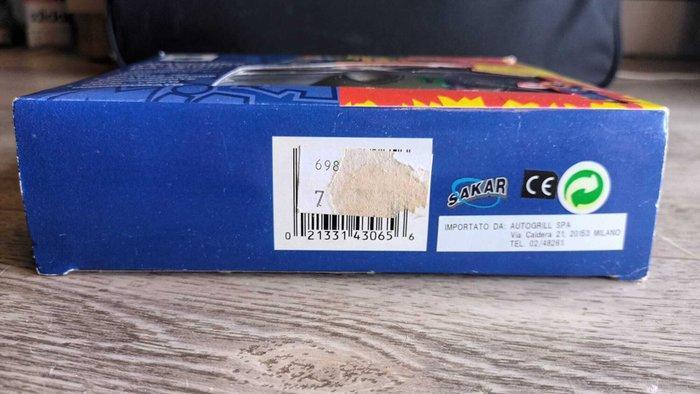 698
7
0 21331 43065 6
SAKAR
CE
IMPORTATO DA: AUTOGRILL SPA
Via Caldera 21, 20153 MILANO
TEL. 02/48263